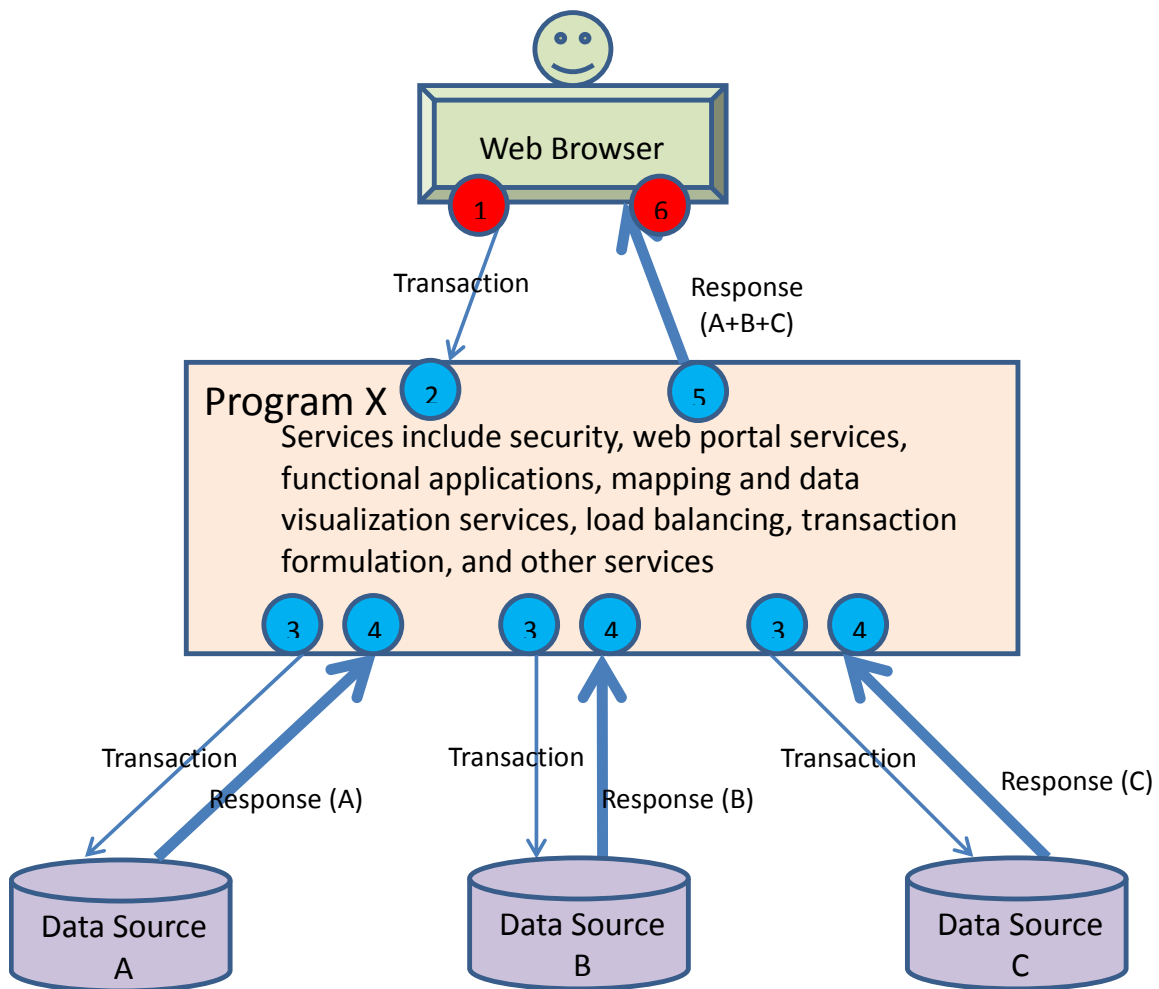 Web Browser
1
6
Transaction
Response
(A+B+C)
2
5
Program X
Services include security, web portal services,
functional applications, mapping and data
visualization services, load balancing, transaction
formulation, and other services
3
4
3
4
3
4
Transaction
Response (A)
Transaction
Response (B)
Transaction
Response (C)
Data Source
A
Data Source
B
Data Source
C